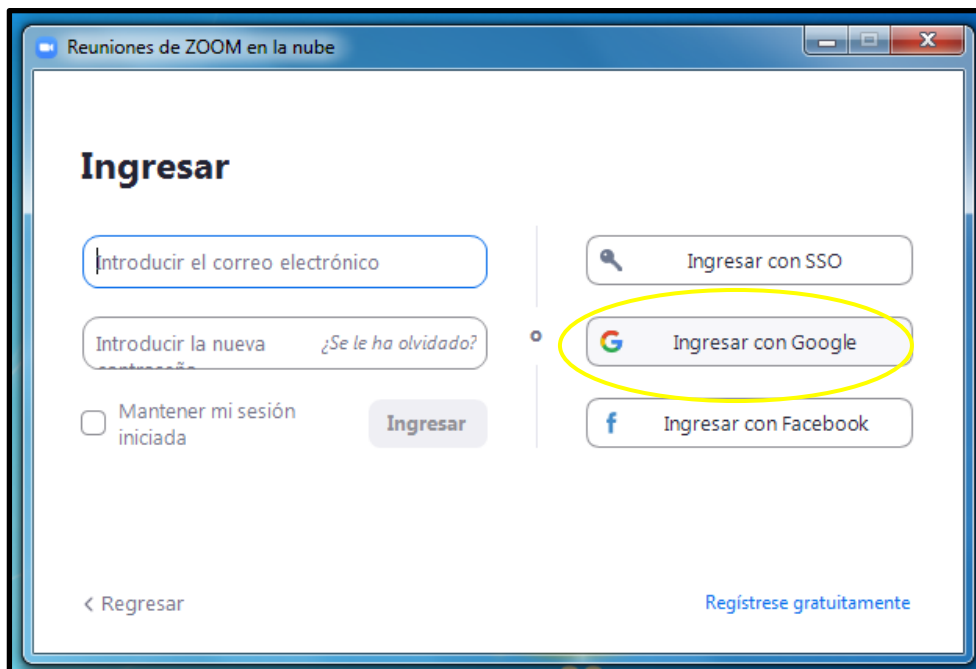 Reuniones de ZOOM en la nube
Ingresar
Introducir el correo electrónico
Introducir la nueva
contraseña
¿Se le ha olvidado?
Mantener mi sesión
iniciada
Ingresar
o
Ingresar con SSO
Ingresar con Google
Ingresar con Facebook
< Regresar
Regístrese gratuitamente